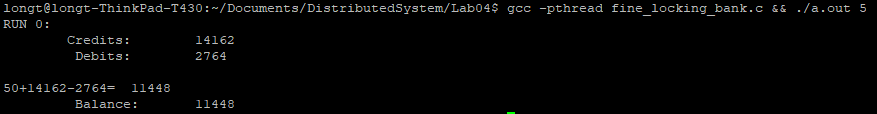 longt@longt-ThinkPad-T430:~/Documents/DistributedSystem/Lab04$ gcc -pthread fine_locking_bank.c && ./a.out 5
RUN 0:
Credits: 14162
Debits: 2764
50+14162-2764= 11448
Balance: 11448